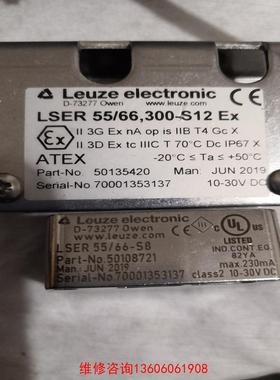 Leuze electronic
D-73277 Owen www.leuze.com
LSER 55/66,300-S12 Ex
Ex II 3G Ex nA op is IIB T4 Gc X
II 3D Ex tc IIIC T 70°C Dc IP67 X
ATEX -20°C ≤ Ta ≤ +50°C
Part-No. 50135420 Man: JUN 2019
Serial-No. 70001353137 10-30V DC
Leuze electronic
D-73277 Owen
www.leuze.com
LSER 55/66-S8
Part-No. 50108721
Man.: JUN 2019
Serial-No 70001353137
CE
III
C UL US
LISTED
IND.CONT.EQ.
82YA
max.230mA
class2 10-30V DC
维修咨询13606061908